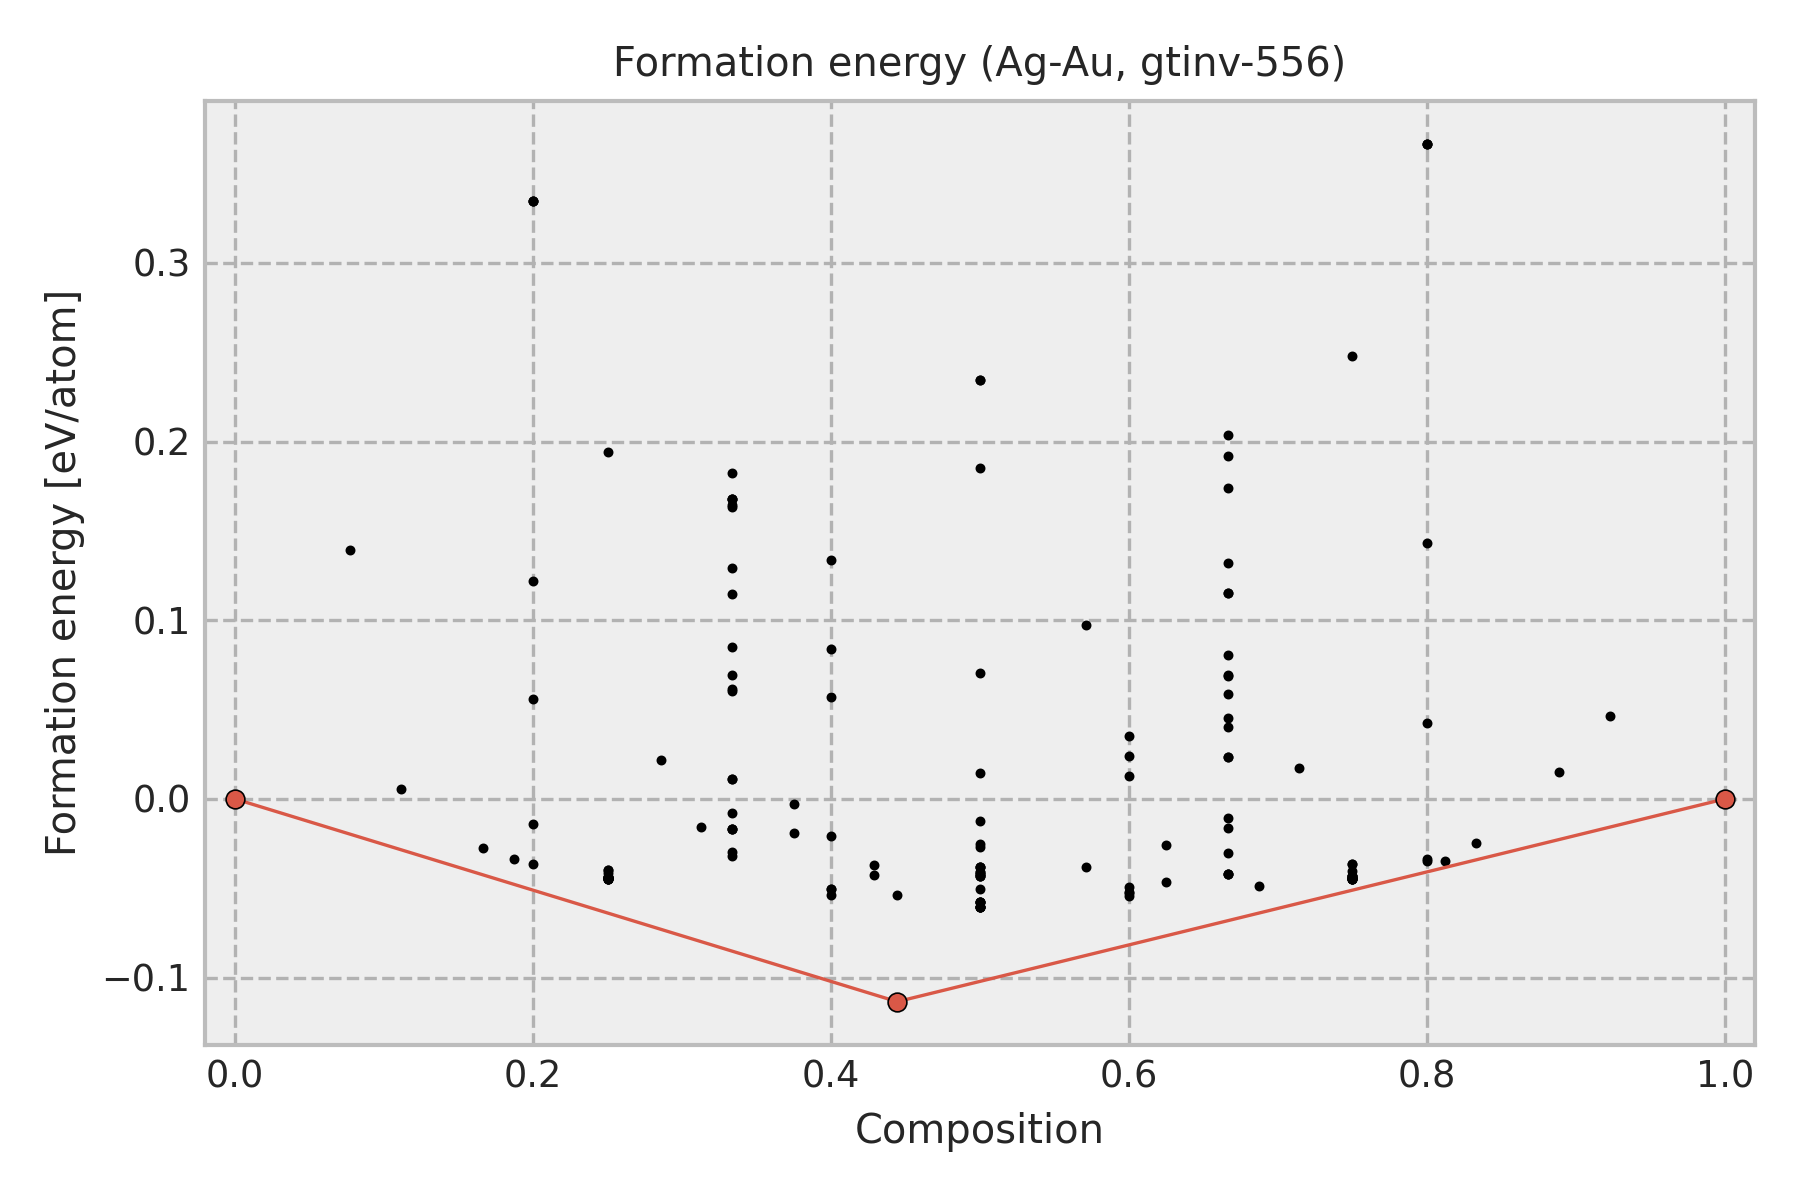 Formation energy (Ag-Au, gtinv-556)
Formation energy [eV/atom]
0.3
0.2
0.1
0.0
−0.1
0.0 0.2 0.4 0.6 0.8 1.0
Composition